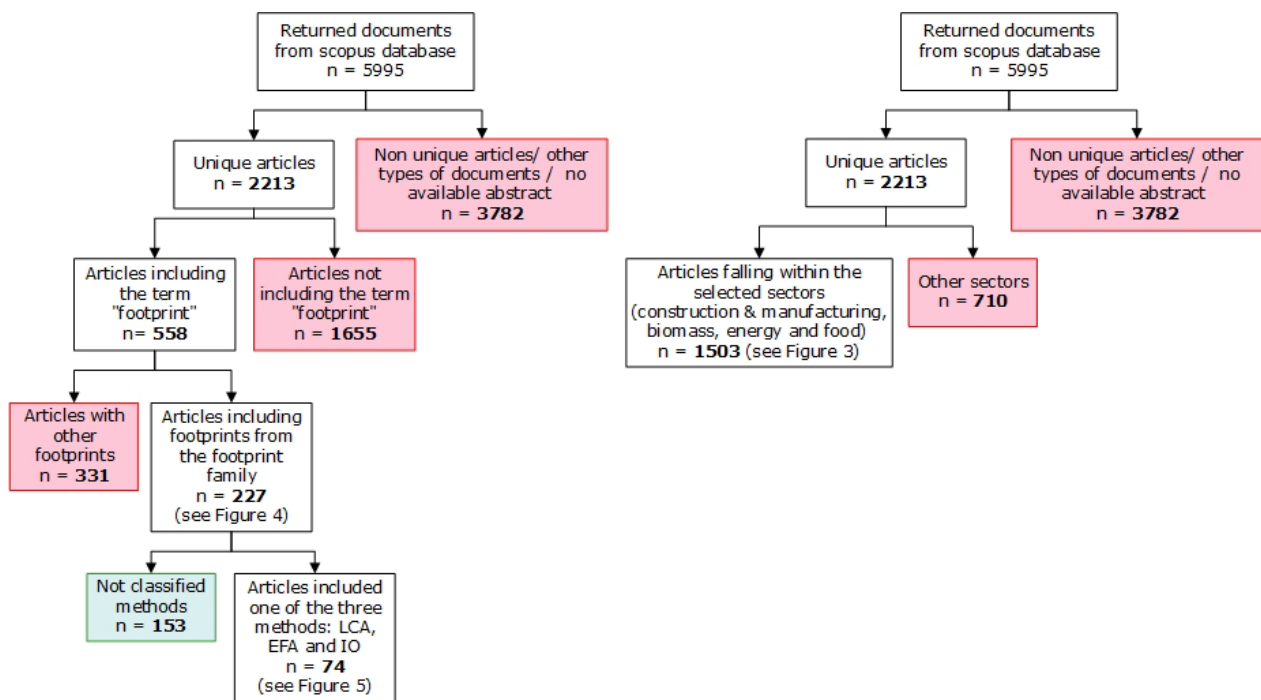 Returned documents
from scopus database
n = 5995
Unique articles
n = 2213
Non unique articles/ other
types of documents / no
available abstract
n = 3782
Articles including
the term
"footprint"
n= 558
Articles not
including the term
"footprint"
n = 1655
Articles with
other
footprints
n = 331
Articles including
footprints from
the footprint
family
n = 227
(see Figure 4)
Not classified
methods
n = 153
Articles included
one of the three
methods: LCA,
EFA and IO
n = 74
(see Figure 5)
Returned documents
from scopus database
n = 5995
Unique articles
n = 2213
Non unique articles/ other
types of documents / no
available abstract
n = 3782
Articles falling within the
selected sectors
(construction & manufacturing,
biomass, energy and food)
n = 1503 (see Figure 3)
Other sectors
n = 710